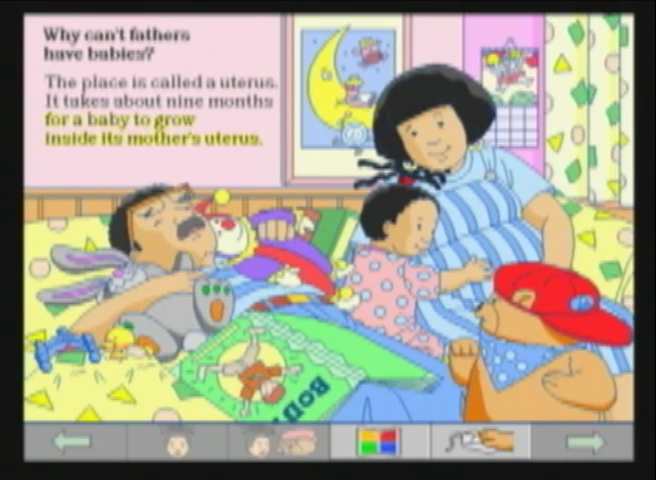 Why can't fathers
have babies?
The place is called a uterus.
It takes about nine months
for a baby to grow
inside its mother's uterus.
BOD